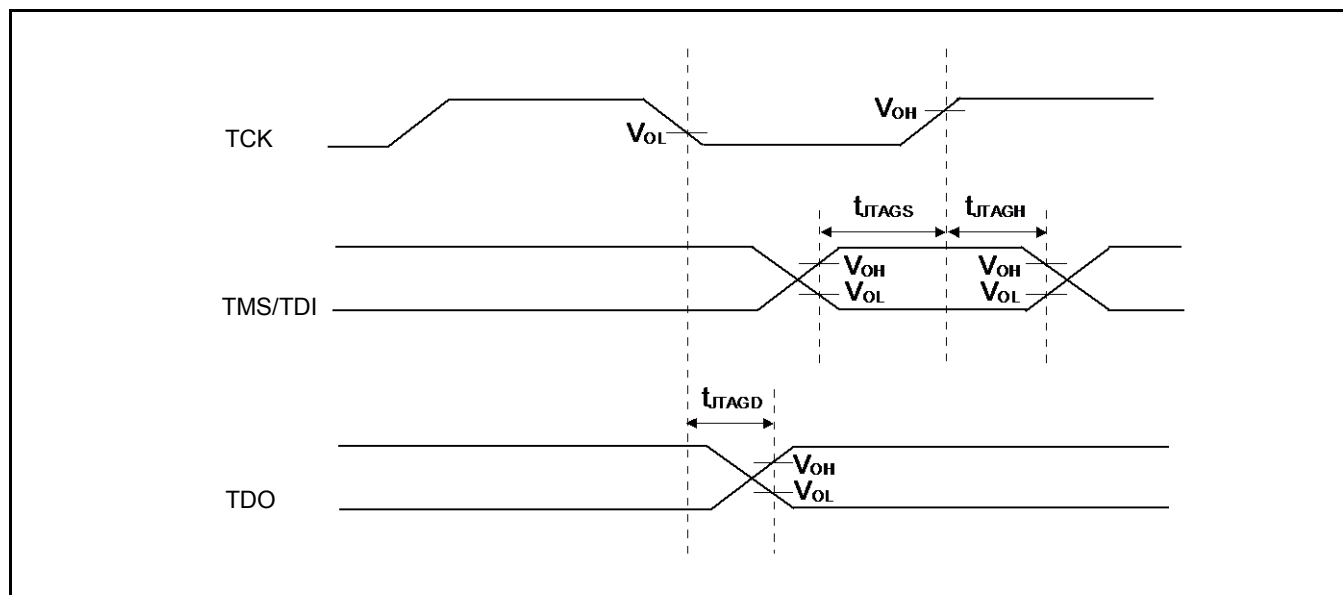 TCK
VOL
VOH
tJTAGS
tJTAGH
TMS/TDI
VOH
VOL
VOH
VOL
tJTAGD
TDO
VOH
VOL